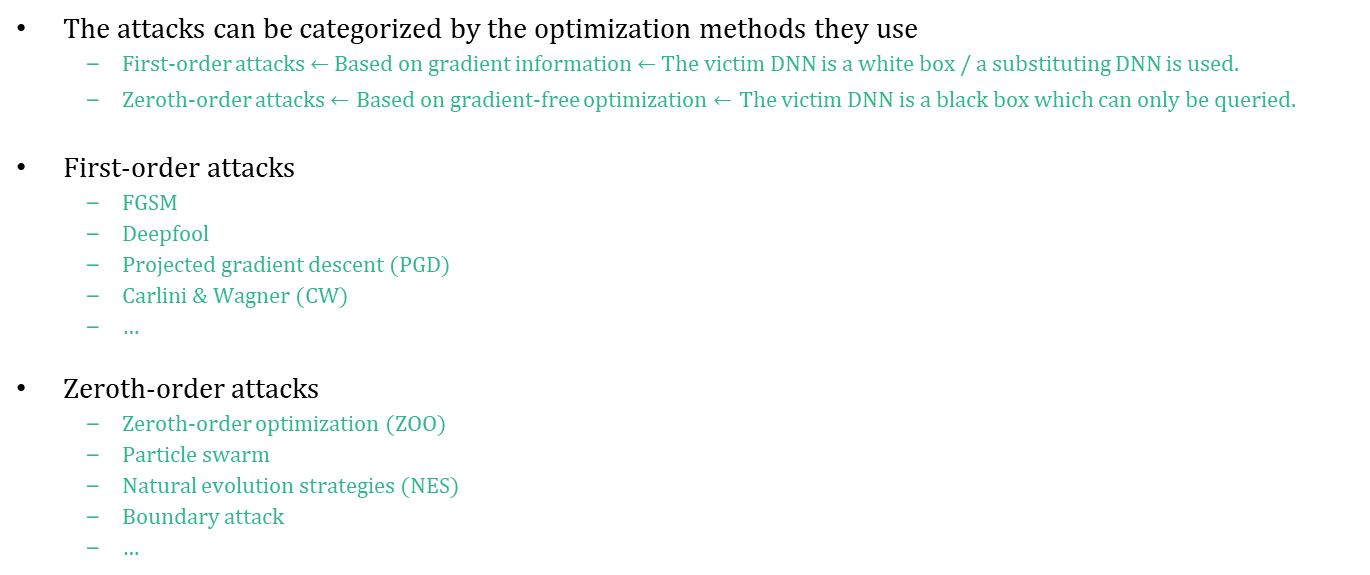 • The attacks can be categorized by the optimization methods they use
– First-order attacks ← Based on gradient information ← The victim DNN is a white box / a substituting DNN is used.
– Zeroth-order attacks ← Based on gradient-free optimization ← The victim DNN is a black box which can only be queried.
• First-order attacks
– FGSM
– Deepfool
– Projected gradient descent (PGD)
– Carlini & Wagner (CW)
– ...
• Zeroth-order attacks
– Zeroth-order optimization (ZOO)
– Particle swarm
– Natural evolution strategies (NES)
– Boundary attack
– ...